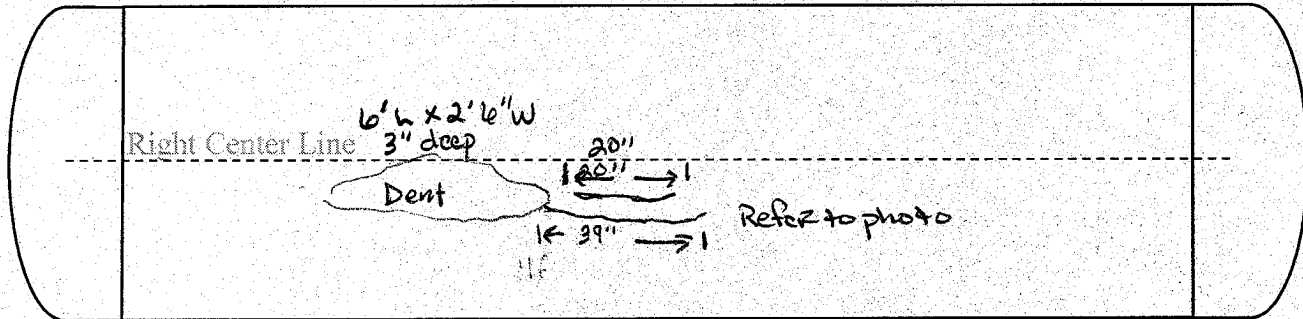 6' L x 2' 6" W
3" deep
Right Center Line
20"
20"
Dent
39"
Refer to photo